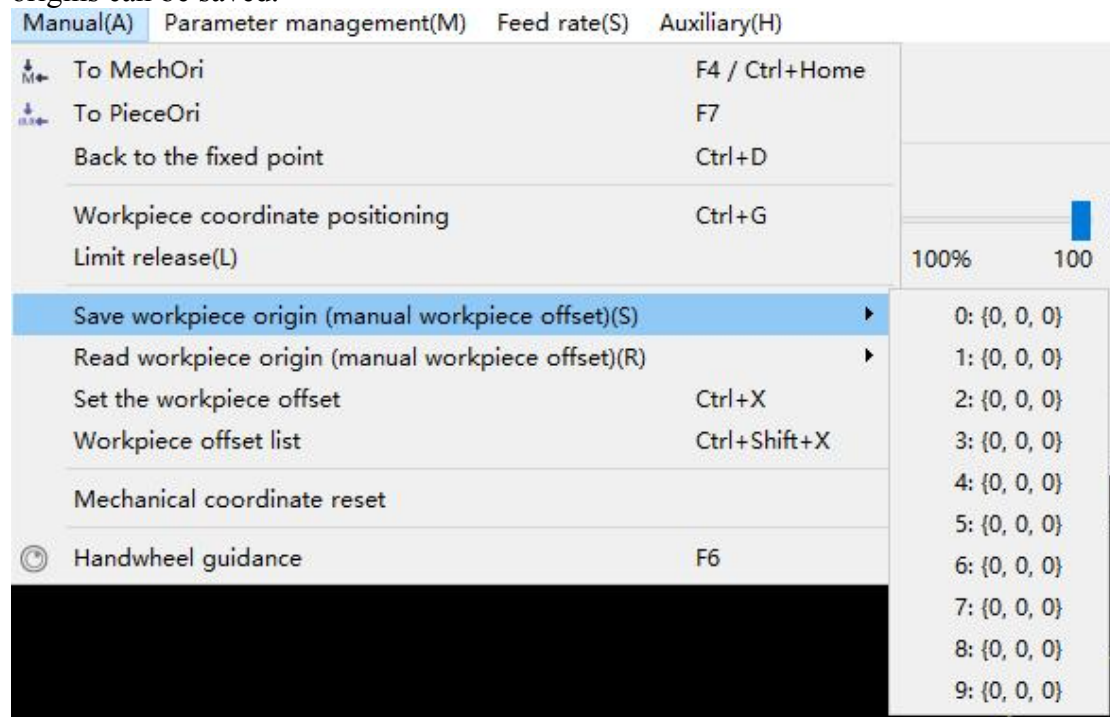 origins can be saved.
Manual(A) Parameter management(M) Feed rate(S) Auxiliary(H)
To MechOri F4 / Ctrl+Home
To PieceOri F7
Back to the fixed point Ctrl+D
Workpiece coordinate positioning Ctrl+G
Limit release(L)
100% 100
Save workpiece origin (manual workpiece offset)(S)
Read workpiece origin (manual workpiece offset)(R)
Set the workpiece offset Ctrl+X
Workpiece offset list Ctrl+Shift+X
Mechanical coordinate reset
Handwheel guidance F6
0: {0, 0, 0}
1: {0, 0, 0}
2: {0, 0, 0}
3: {0, 0, 0}
4: {0, 0, 0}
5: {0, 0, 0}
6: {0, 0, 0}
7: {0, 0, 0}
8: {0, 0, 0}
9: {0, 0, 0}